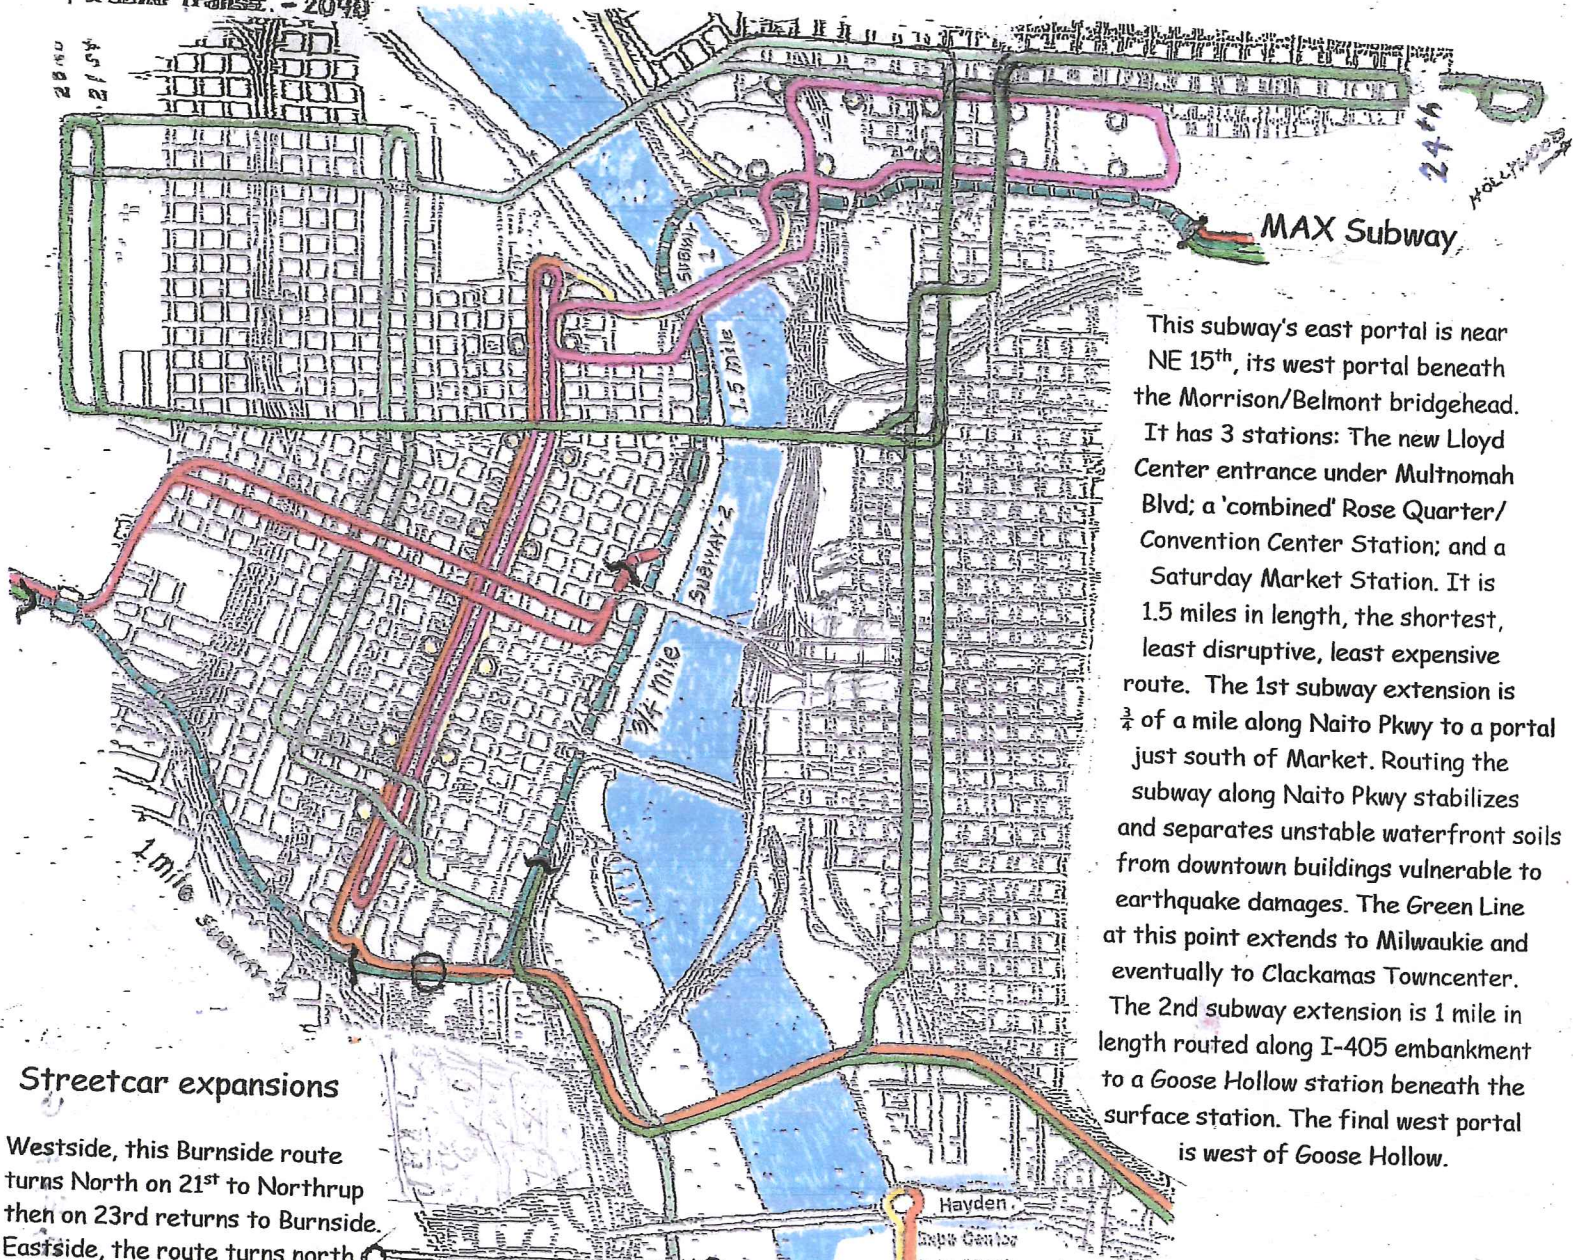 - 2040
23rd
21st
24th
HOLLYWOOD
MAX Subway
SUBWAY
1
1.5 mile
SUBWAY-2
3/4 Mile
1 Mile
SUBWAY
This subway's east portal is near
NE 15th, its west portal beneath
the Morrison/Belmont bridgehead.
It has 3 stations: The new Lloyd
Center entrance under Multnomah
Blvd; a 'combined' Rose Quarter/
Convention Center Station; and a
Saturday Market Station. It is
1.5 miles in length, the shortest,
least disruptive, least expensive
route. The 1st subway extension is
¾ of a mile along Naito Pkwy to a portal
just south of Market. Routing the
subway along Naito Pkwy stabilizes
and separates unstable waterfront soils
from downtown buildings vulnerable to
earthquake damages. The Green Line
at this point extends to Milwaukie and
eventually to Clackamas Towncenter.
The 2nd subway extension is 1 mile in
length routed along I-405 embankment
to a Goose Hollow station beneath the
surface station. The final west portal
is west of Goose Hollow.
Streetcar expansions
Westside, this Burnside route
turns North on 21st to Northrup
then on 23rd returns to Burnside.
Eastside, the route turns north
Hayden
Expo Center